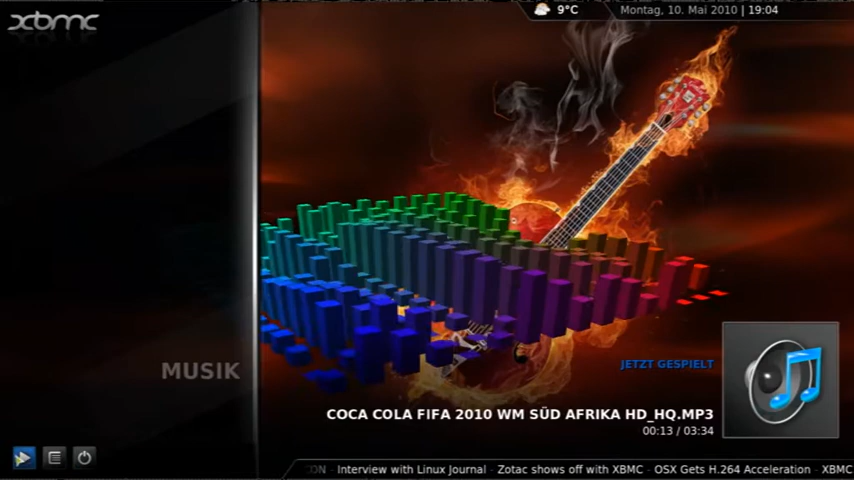 xbmc
9°C Montag, 10. Mai 2010 | 19:04
MUSIK
JETZT GESPIELT
COCA COLA FIFA 2010 WM SÜD AFRIKA HD_HQ.MP3
00:13 / 03:34
Interview with Linux Journal - Zotac shows off with XBMC - OSX Gets H.264 Acceleration - XBMC